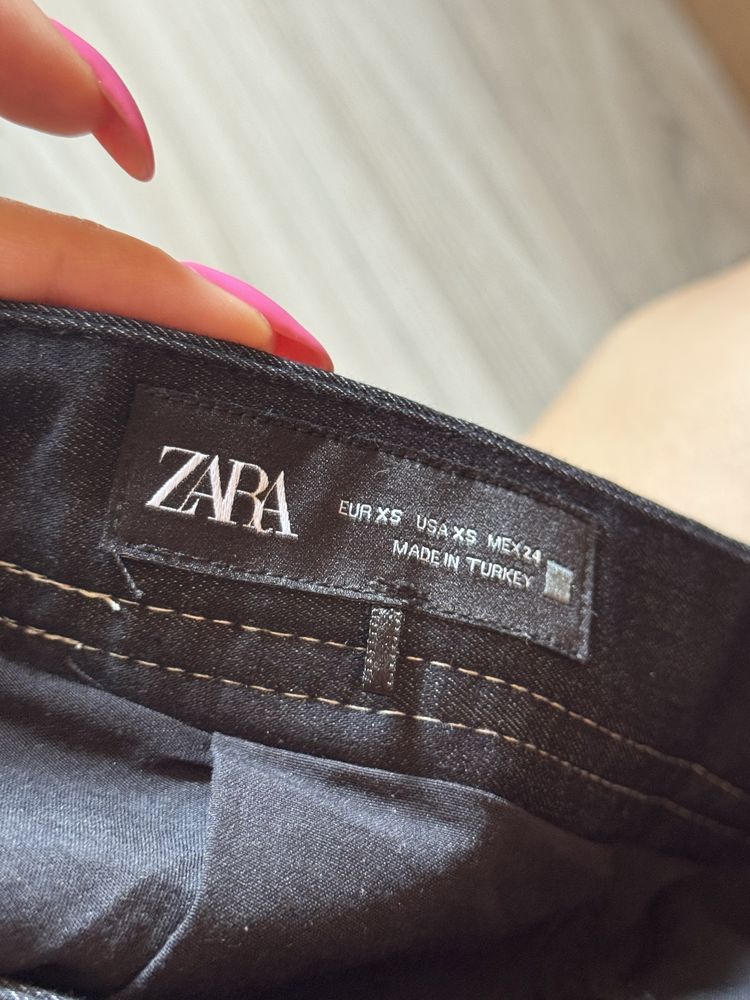 ZARA
EUR XS USA XS MEX 24
MADE IN TURKEY